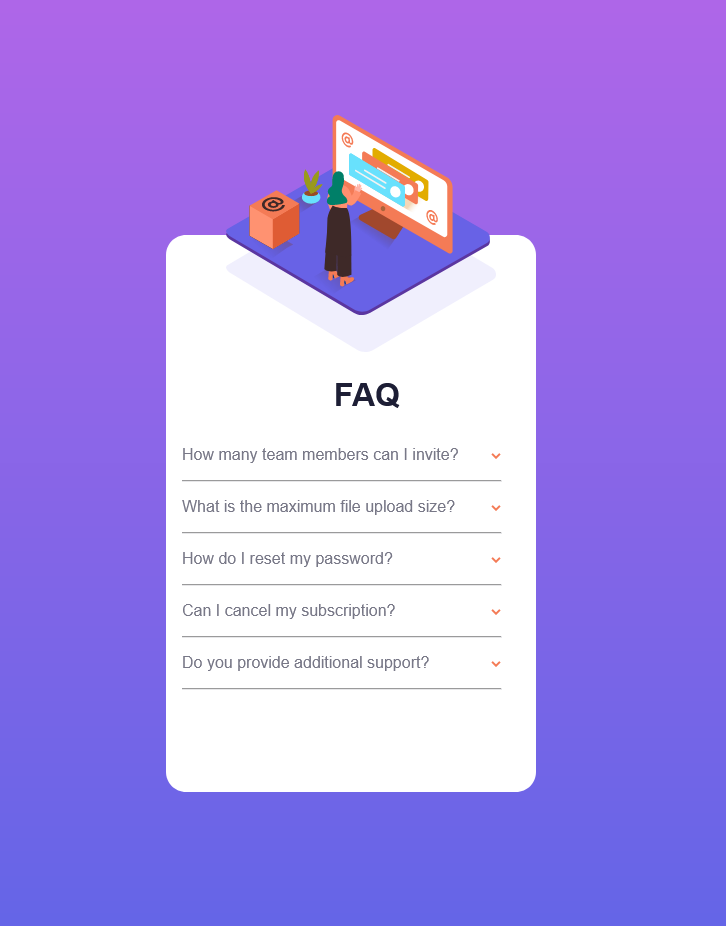 @
@
@
FAQ
How many team members can I invite?
What is the maximum file upload size?
How do I reset my password?
Can I cancel my subscription?
Do you provide additional support?